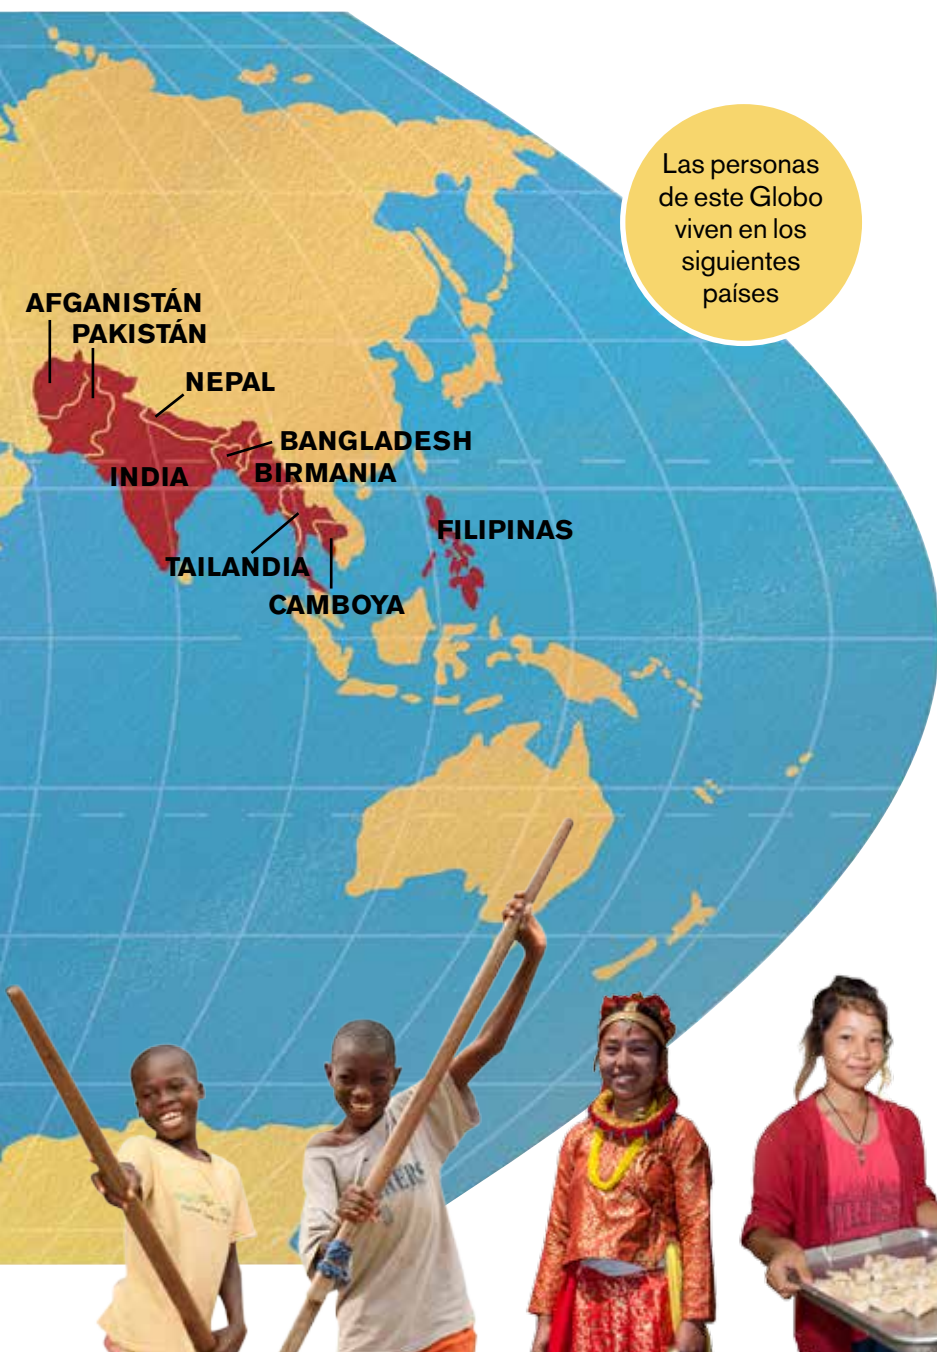 Las personas
de este Globo
viven en los
siguientes
países
AFGANISTÁN
PAKISTÁN
NEPAL
BANGLADESH
INDIA
BIRMANIA
FILIPINAS
TAILANDIA
CAMBOYA